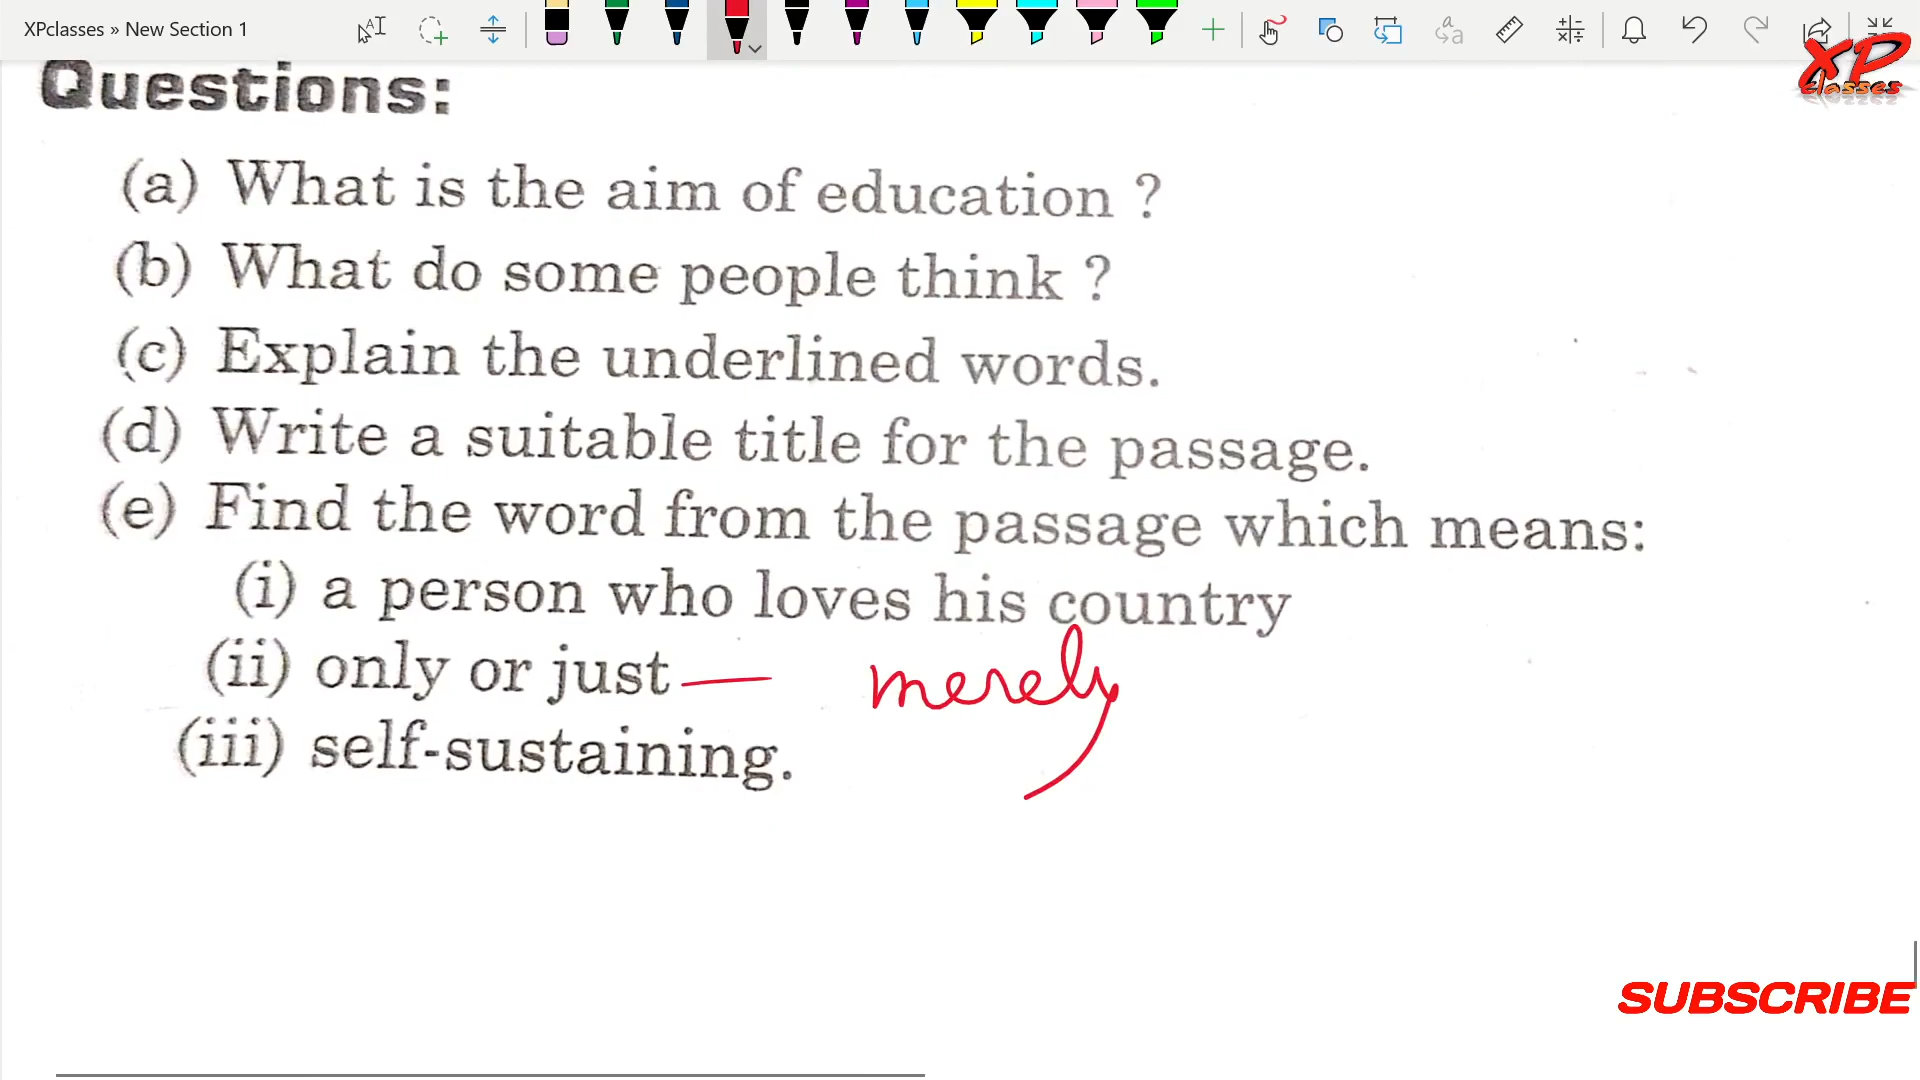 XPclasses » New Section 1
XP
classes
Questions:
(a) What is the aim of education ?
(b) What do some people think ?
(c) Explain the underlined words.
(d) Write a suitable title for the passage.
(e) Find the word from the passage which means:
(i) a person who loves his country
(ii) only or just — merely
(iii) self-sustaining.
SUBSCRIBE